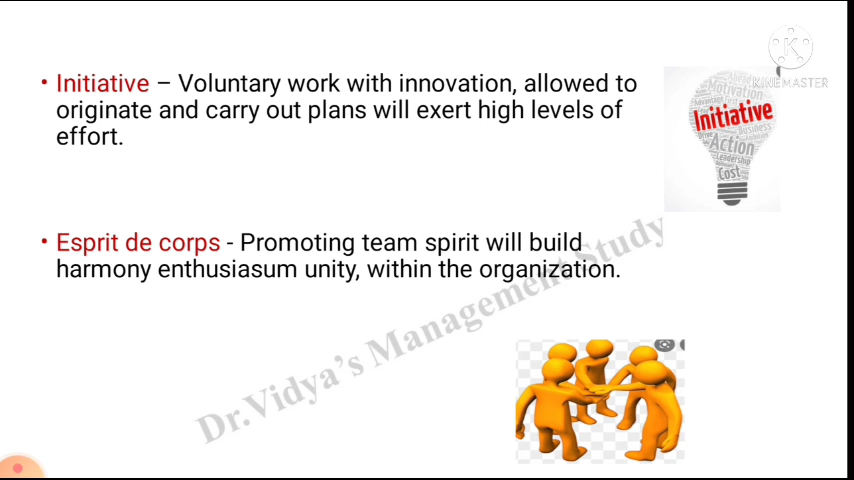 • Initiative – Voluntary work with innovation, allowed to
originate and carry out plans will exert high levels of
effort.
KINEMASTER
Motivation
Initiative
Business
Action
Leadership
Cost
• Esprit de corps - Promoting team spirit will build
harmony enthusiasum unity, within the organization.
Dr.Vidya's Management Study